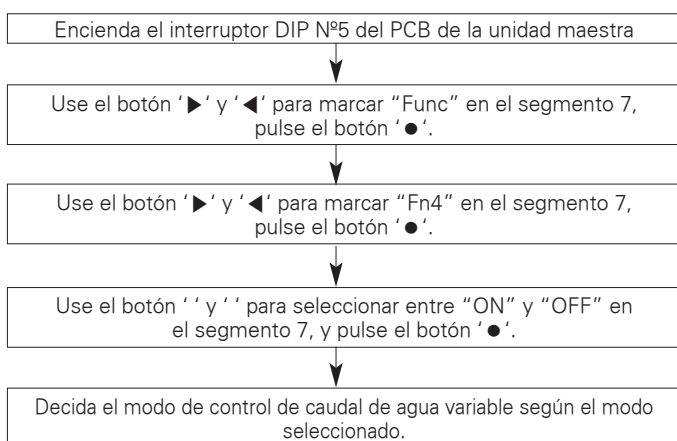 Encienda el interruptor DIP Nº5 del PCB de la unidad maestra
Use el botón ‘▶‘ y ‘◀‘ para marcar “Func” en el segmento 7,
pulse el botón ‘●‘.
Use el botón ‘▶‘ y ‘◀‘ para marcar “Fn4” en el segmento 7,
pulse el botón ‘●‘.
Use el botón ‘ ‘ y ‘ ‘ para seleccionar entre “ON” y “OFF” en
el segmento 7, y pulse el botón ‘●‘.
Decida el modo de control de caudal de agua variable según el modo
seleccionado.